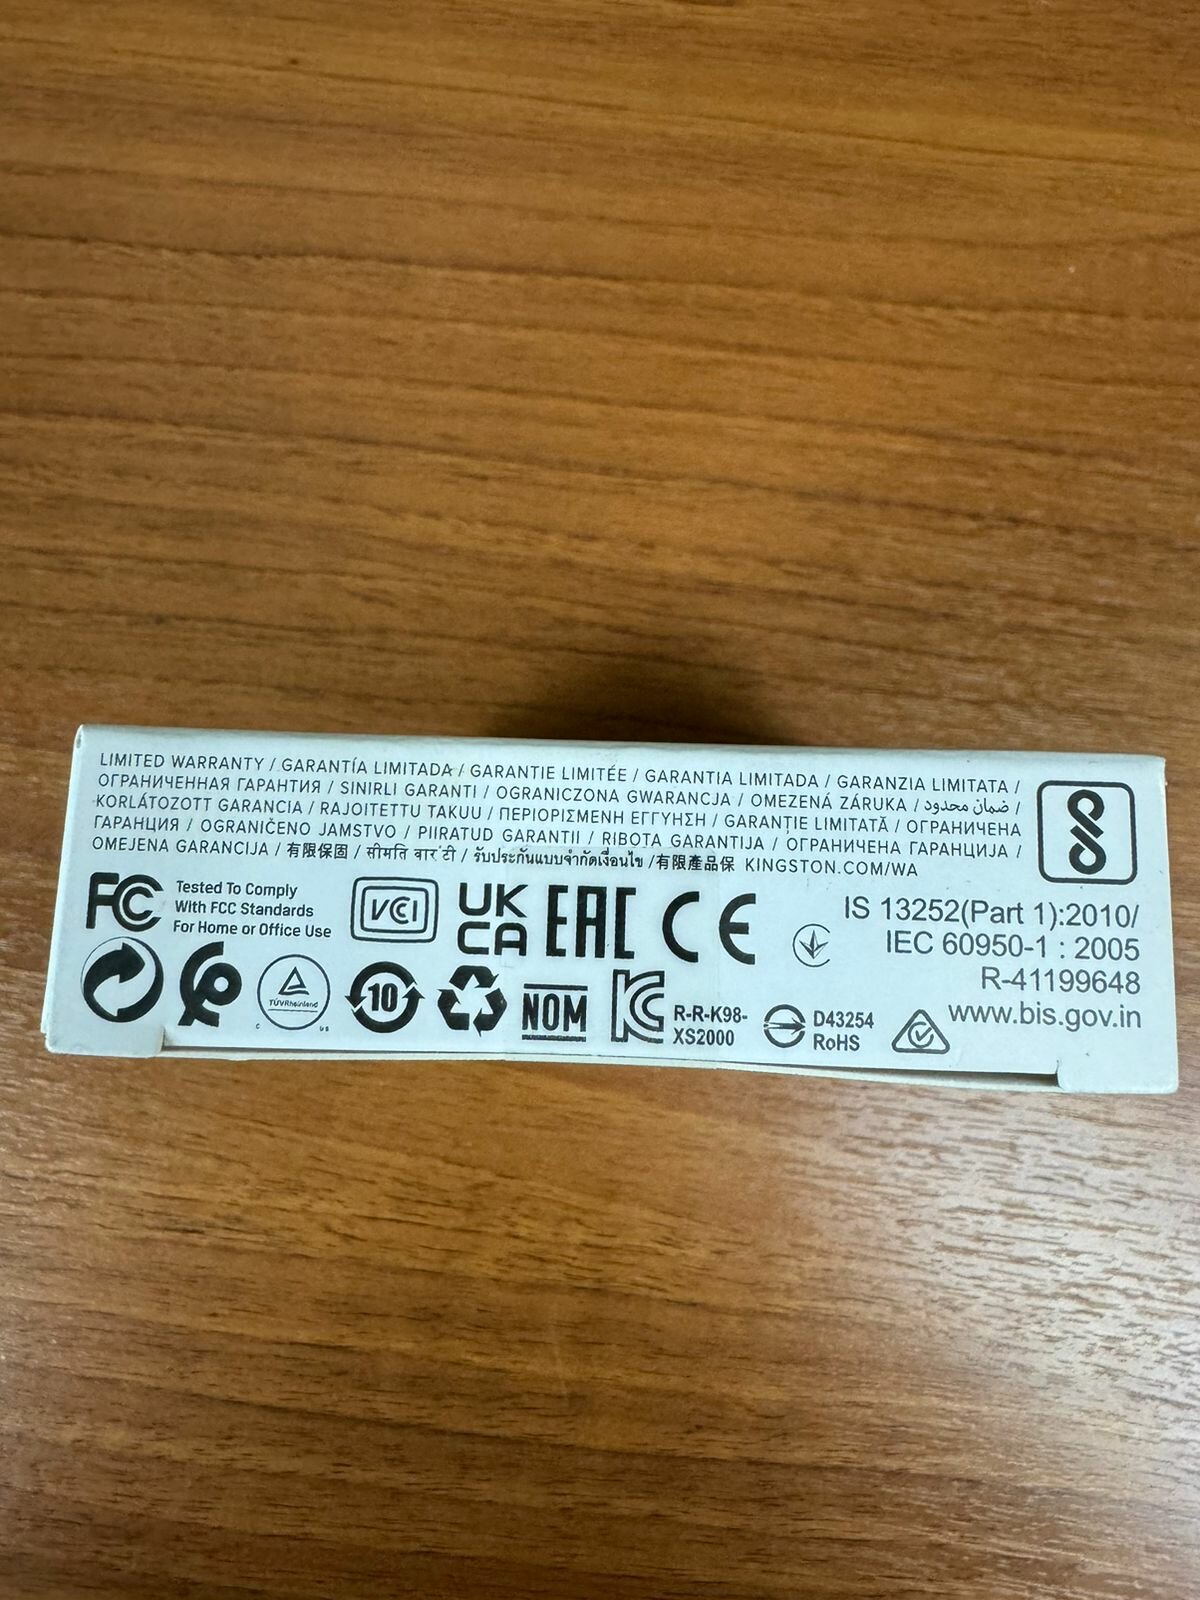 LIMITED WARRANTY / GARANTÍA LIMITADA / GARANTIE LIMITÉE / GARANTIA LIMITADA / GARANZIA LIMITATA /
ОГРАНИЧЕННАЯ ГАРАНТИЯ / SINIRLI GARANTI / OGRANICZONA GWARANCJA / OMEZENÁ ZÁRUKA / ضمان محدود /
KORLÁTOZOTT GARANCIA / RAJOITETTU TAKUU / ΠΕΡΙΟΡΙΣΜΕΝΗ ΕΓΓΥΗΣΗ / GARANȚIE LIMITATĂ / ОГРАНИЧЕНА
ГАРАНЦИЯ / OGRANIČENO JAMSTVO / PIIRATUD GARANTII / RIBOTA GARANTIJA / ОГРАНИЧЕНА ГАРАНЦИЈА /
OMEJENA GARANCIJA / 有限保固 / सीमति वारंटी / รับประกันแบบจำกัดเงื่อนไข /有限產品保 KINGSTON.COM/WA
FC Tested To Comply
With FCC Standards
For Home or Office Use
VCCI
UK
CA
EAC
CE
IS 13252(Part 1):2010/
IEC 60950-1 : 2005
R-41199648
www.bis.gov.in
TÜVRheinland
C US
10
NOM
KC
R-R-K98-
XS2000
D43254
RoHS